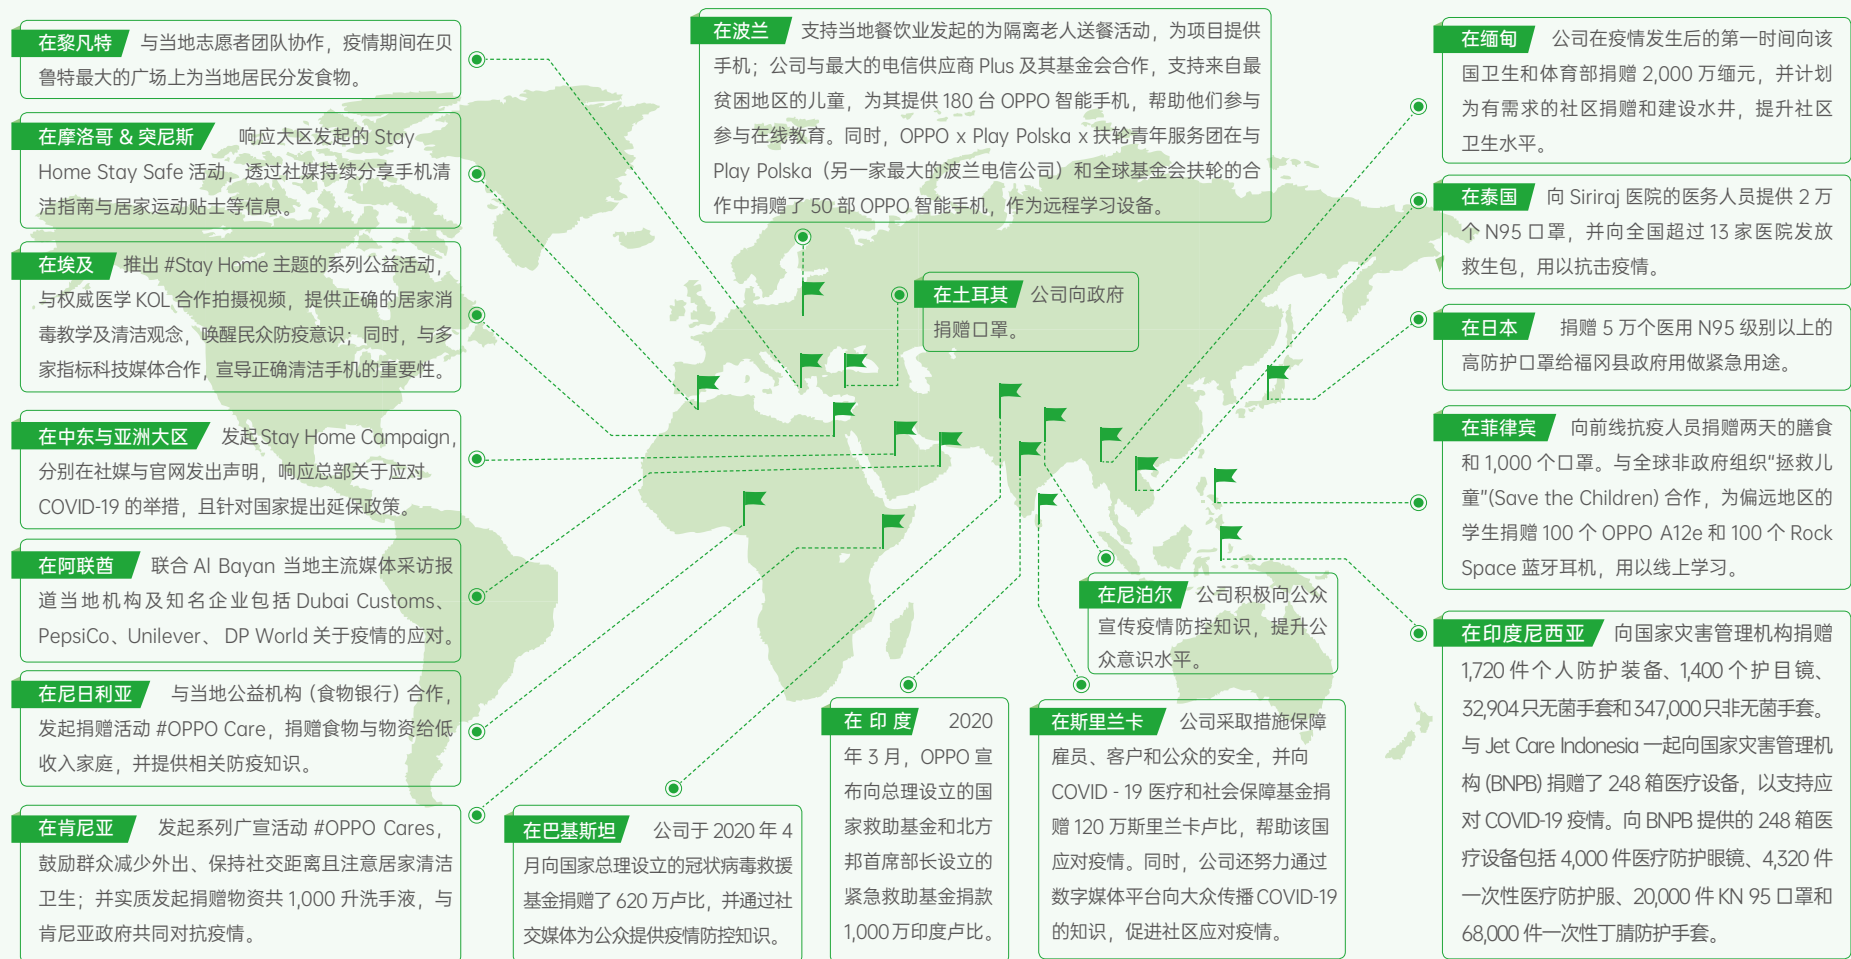 在黎凡特 与当地志愿者团队协作，疫情期间在贝
鲁特最大的广场上为当地居民分发食物。
在摩洛哥 & 突尼斯 响应大区发起的 Stay
Home Stay Safe 活动，透过社媒持续分享手机清
洁指南与居家运动贴士等信息。
在埃及 推出 #Stay Home 主题的系列公益活动，
与权威医学 KOL 合作拍摄视频，提供正确的居家消
毒教学及清洁观念，唤醒民众防疫意识；同时，与多
家指标科技媒体合作，宣导正确清洁手机的重要性。
在中东与亚洲大区 发起Stay Home Campaign，
分别在社媒与官网发出声明，响应总部关于应对
COVID-19 的举措，且针对国家提出延保政策。
在阿联酋 联合 Al Bayan 当地主流媒体采访报
道当地机构及知名企业包括 Dubai Customs、
PepsiCo、Unilever、 DP World 关于疫情的应对。
在尼日利亚 与当地公益机构（食物银行）合作，
发起捐赠活动 #OPPO Care，捐赠食物与物资给低
收入家庭，并提供相关防疫知识。
在肯尼亚 发起系列广宣活动 #OPPO Cares，
鼓励群众减少外出、保持社交距离且注意居家清洁
卫生；并实质发起捐赠物资共 1,000 升洗手液，与
肯尼亚政府共同对抗疫情。
在波兰 支持当地餐饮业发起的为隔离老人送餐活动，为项目提供
手机；公司与最大的电信供应商 Plus 及其基金会合作，支持来自最
贫困地区的儿童，为其提供 180 台 OPPO 智能手机，帮助他们参与
参与在线教育。同时，OPPO x Play Polska x 扶轮青年服务团在与
Play Polska（另一家最大的波兰电信公司）和全球基金会扶轮的合
作中捐赠了 50 部 OPPO 智能手机，作为远程学习设备。
在土耳其 公司向政府
捐赠口罩。
在巴基斯坦 公司于 2020 年 4
月向国家总理设立的冠状病毒救援
基金捐赠了 620 万卢比，并通过社
交媒体为公众提供疫情防控知识。
在印度 2020
年 3 月，OPPO 宣
布向总理设立的国
家救助基金和北方
邦首席部长设立的
紧急救助基金捐款
1,000万印度卢比。
在尼泊尔 公司积极向公众
宣传疫情防控知识，提升公
众意识水平。
在斯里兰卡 公司采取措施保障
雇员、客户和公众的安全，并向
COVID - 19 医疗和社会保障基金捐
赠 120 万斯里兰卡卢比，帮助该国
应对疫情。同时，公司还努力通过
数字媒体平台向大众传播 COVID-19
的知识，促进社区应对疫情。
在缅甸 公司在疫情发生后的第一时间向该
国卫生和体育部捐赠 2,000 万缅元，并计划
为有需求的社区捐赠和建设水井，提升社区
卫生水平。
在泰国 向 Siriraj 医院的医务人员提供 2 万
个 N95 口罩，并向全国超过 13 家医院发放
救生包，用以抗击疫情。
在日本 捐赠 5 万个医用 N95 级别以上的
高防护口罩给福冈县政府用做紧急用途。
在菲律宾 向前线抗疫人员捐赠两天的膳食
和 1,000 个口罩。与全球非政府组织"拯救儿
童"(Save the Children) 合作，为偏远地区的
学生捐赠 100 个 OPPO A12e 和 100 个 Rock
Space 蓝牙耳机，用以线上学习。
在印度尼西亚 向国家灾害管理机构捐赠
1,720 件个人防护装备、1,400 个护目镜、
32,904只无菌手套和347,000只非无菌手套。
与 Jet Care Indonesia 一起向国家灾害管理机
构 (BNPB) 捐赠了 248 箱医疗设备，以支持应
对 COVID-19 疫情。向 BNPB 提供的 248 箱医
疗设备包括 4,000 件医疗防护眼镜、4,320 件
一次性医疗防护服、20,000 件 KN 95 口罩和
68,000 件一次性丁腈防护手套。